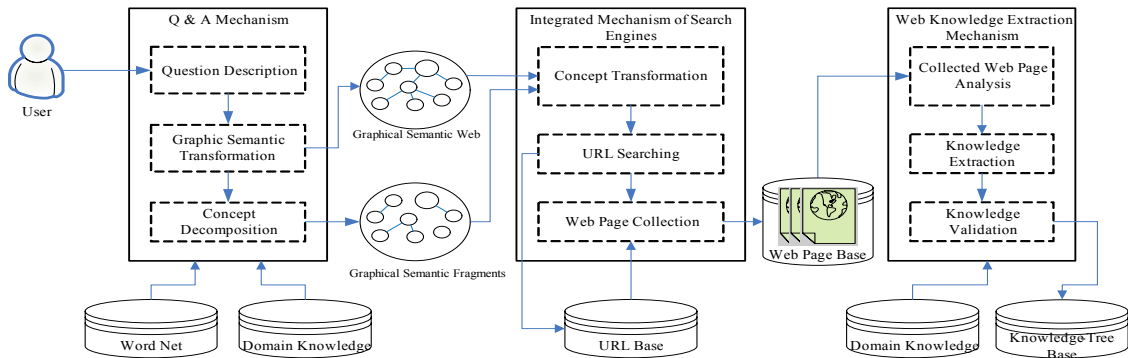 Q & A Mechanism
Question Description
Graphic Semantic
Transformation
Concept
Decomposition
User
Graphical Semantic Web
Graphical Semantic Fragments
Word Net
Domain Knowledge
Integrated Mechanism of Search
Engines
Concept Transformation
URL Searching
Web Page Collection
URL Base
Web Page Base
Web Knowledge Extraction
Mechanism
Collected Web Page
Analysis
Knowledge
Extraction
Knowledge
Validation
Domain Knowledge
Knowledge-Tree
Base